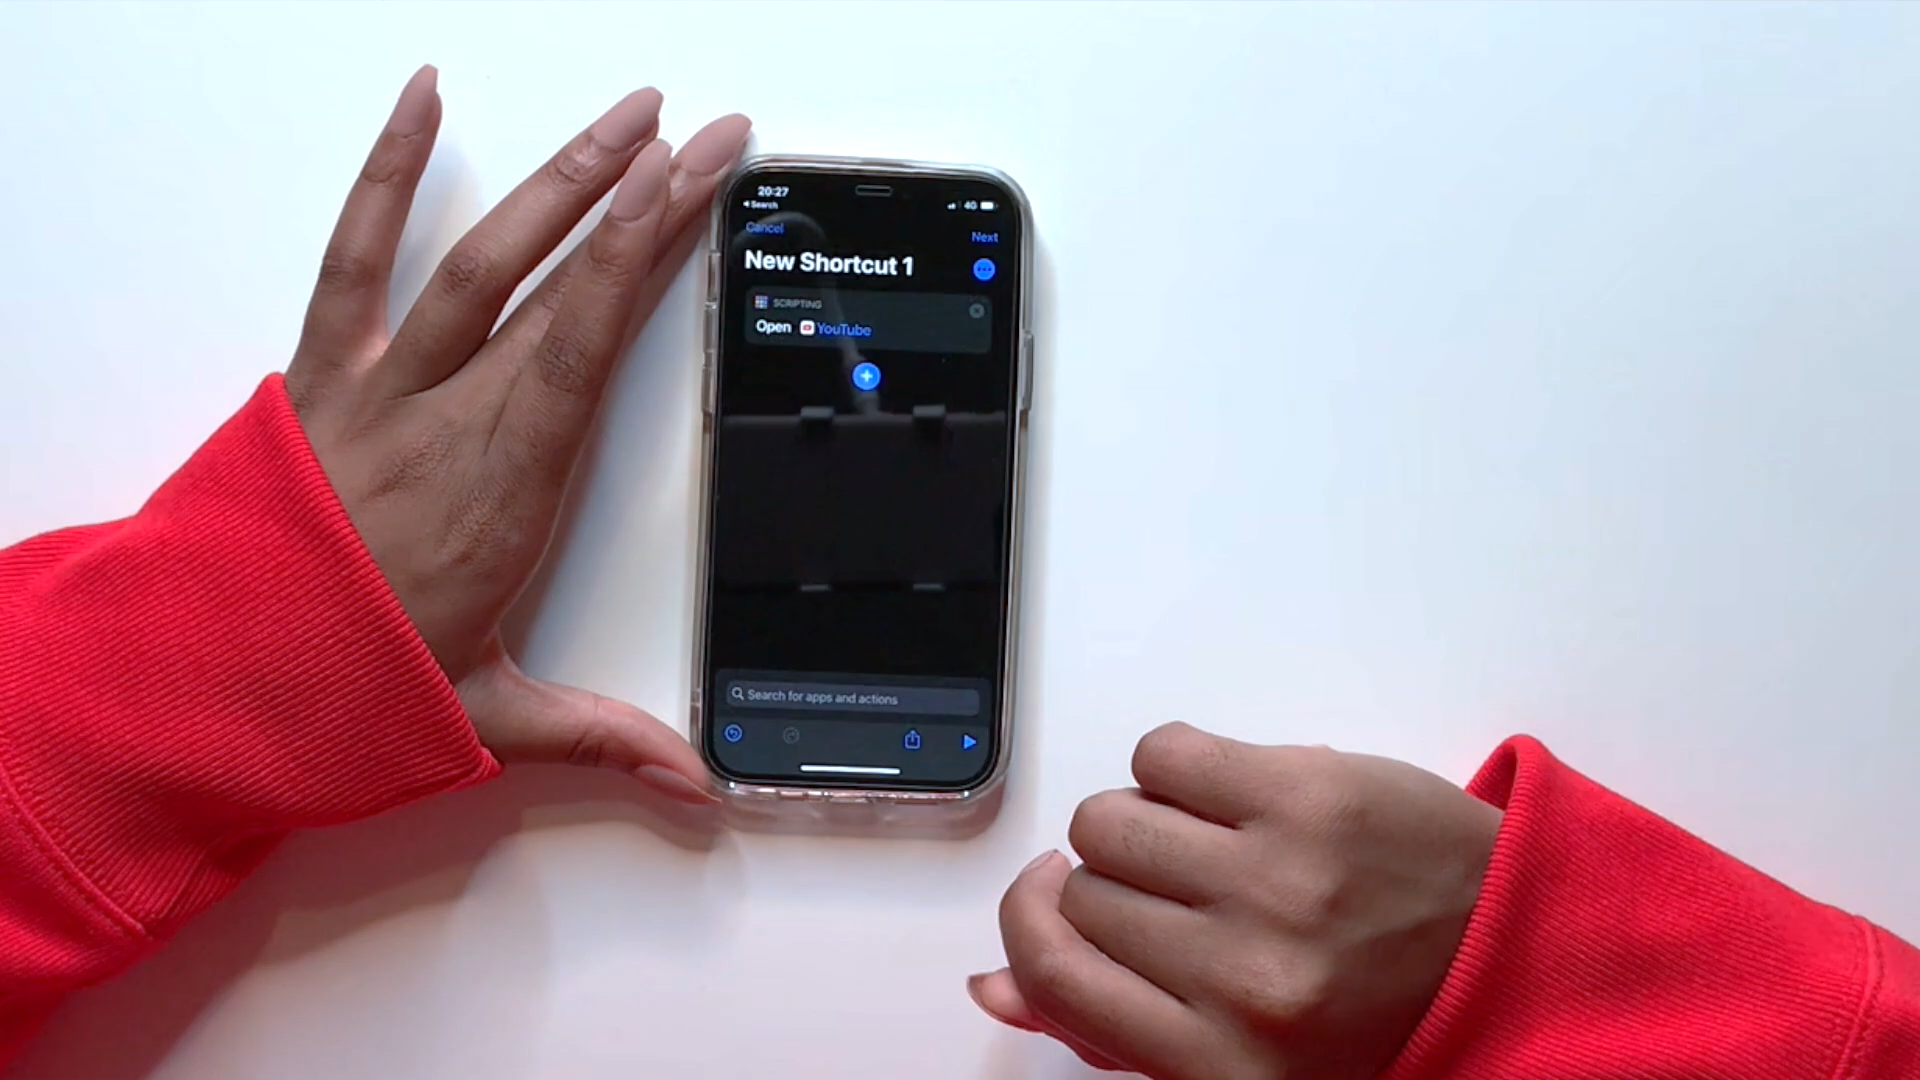 20:27
Search
4G
Cancel
Next
New Shortcut 1
SCRIPTING
Open YouTube
Search for apps and actions